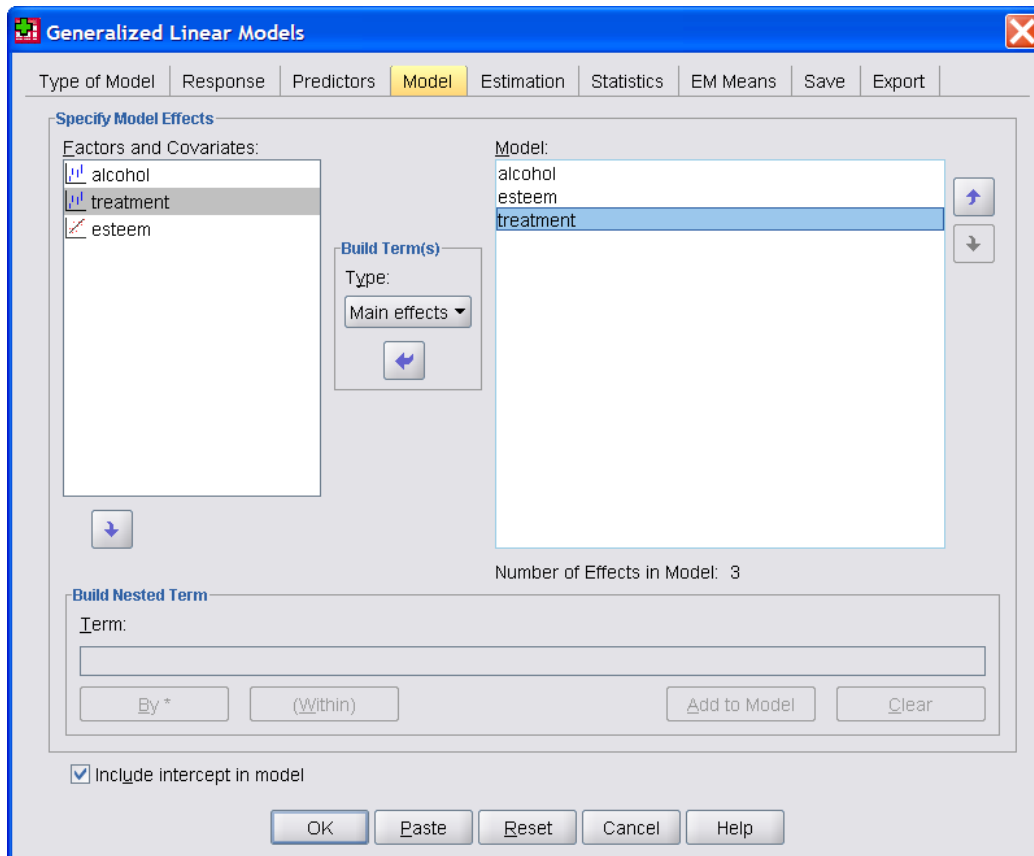 Generalized Linear Models
Type of Model Response Predictors Model Estimation Statistics EM Means Save Export
Specify Model Effects
Factors and Covariates:
alcohol
treatment
esteem
Build Term(s)
Type:
Main effects
Model:
alcohol
esteem
treatment
Number of Effects in Model: 3
Build Nested Term
Term:
By *
(Within)
Add to Model
Clear
Include intercept in model
OK Paste Reset Cancel Help